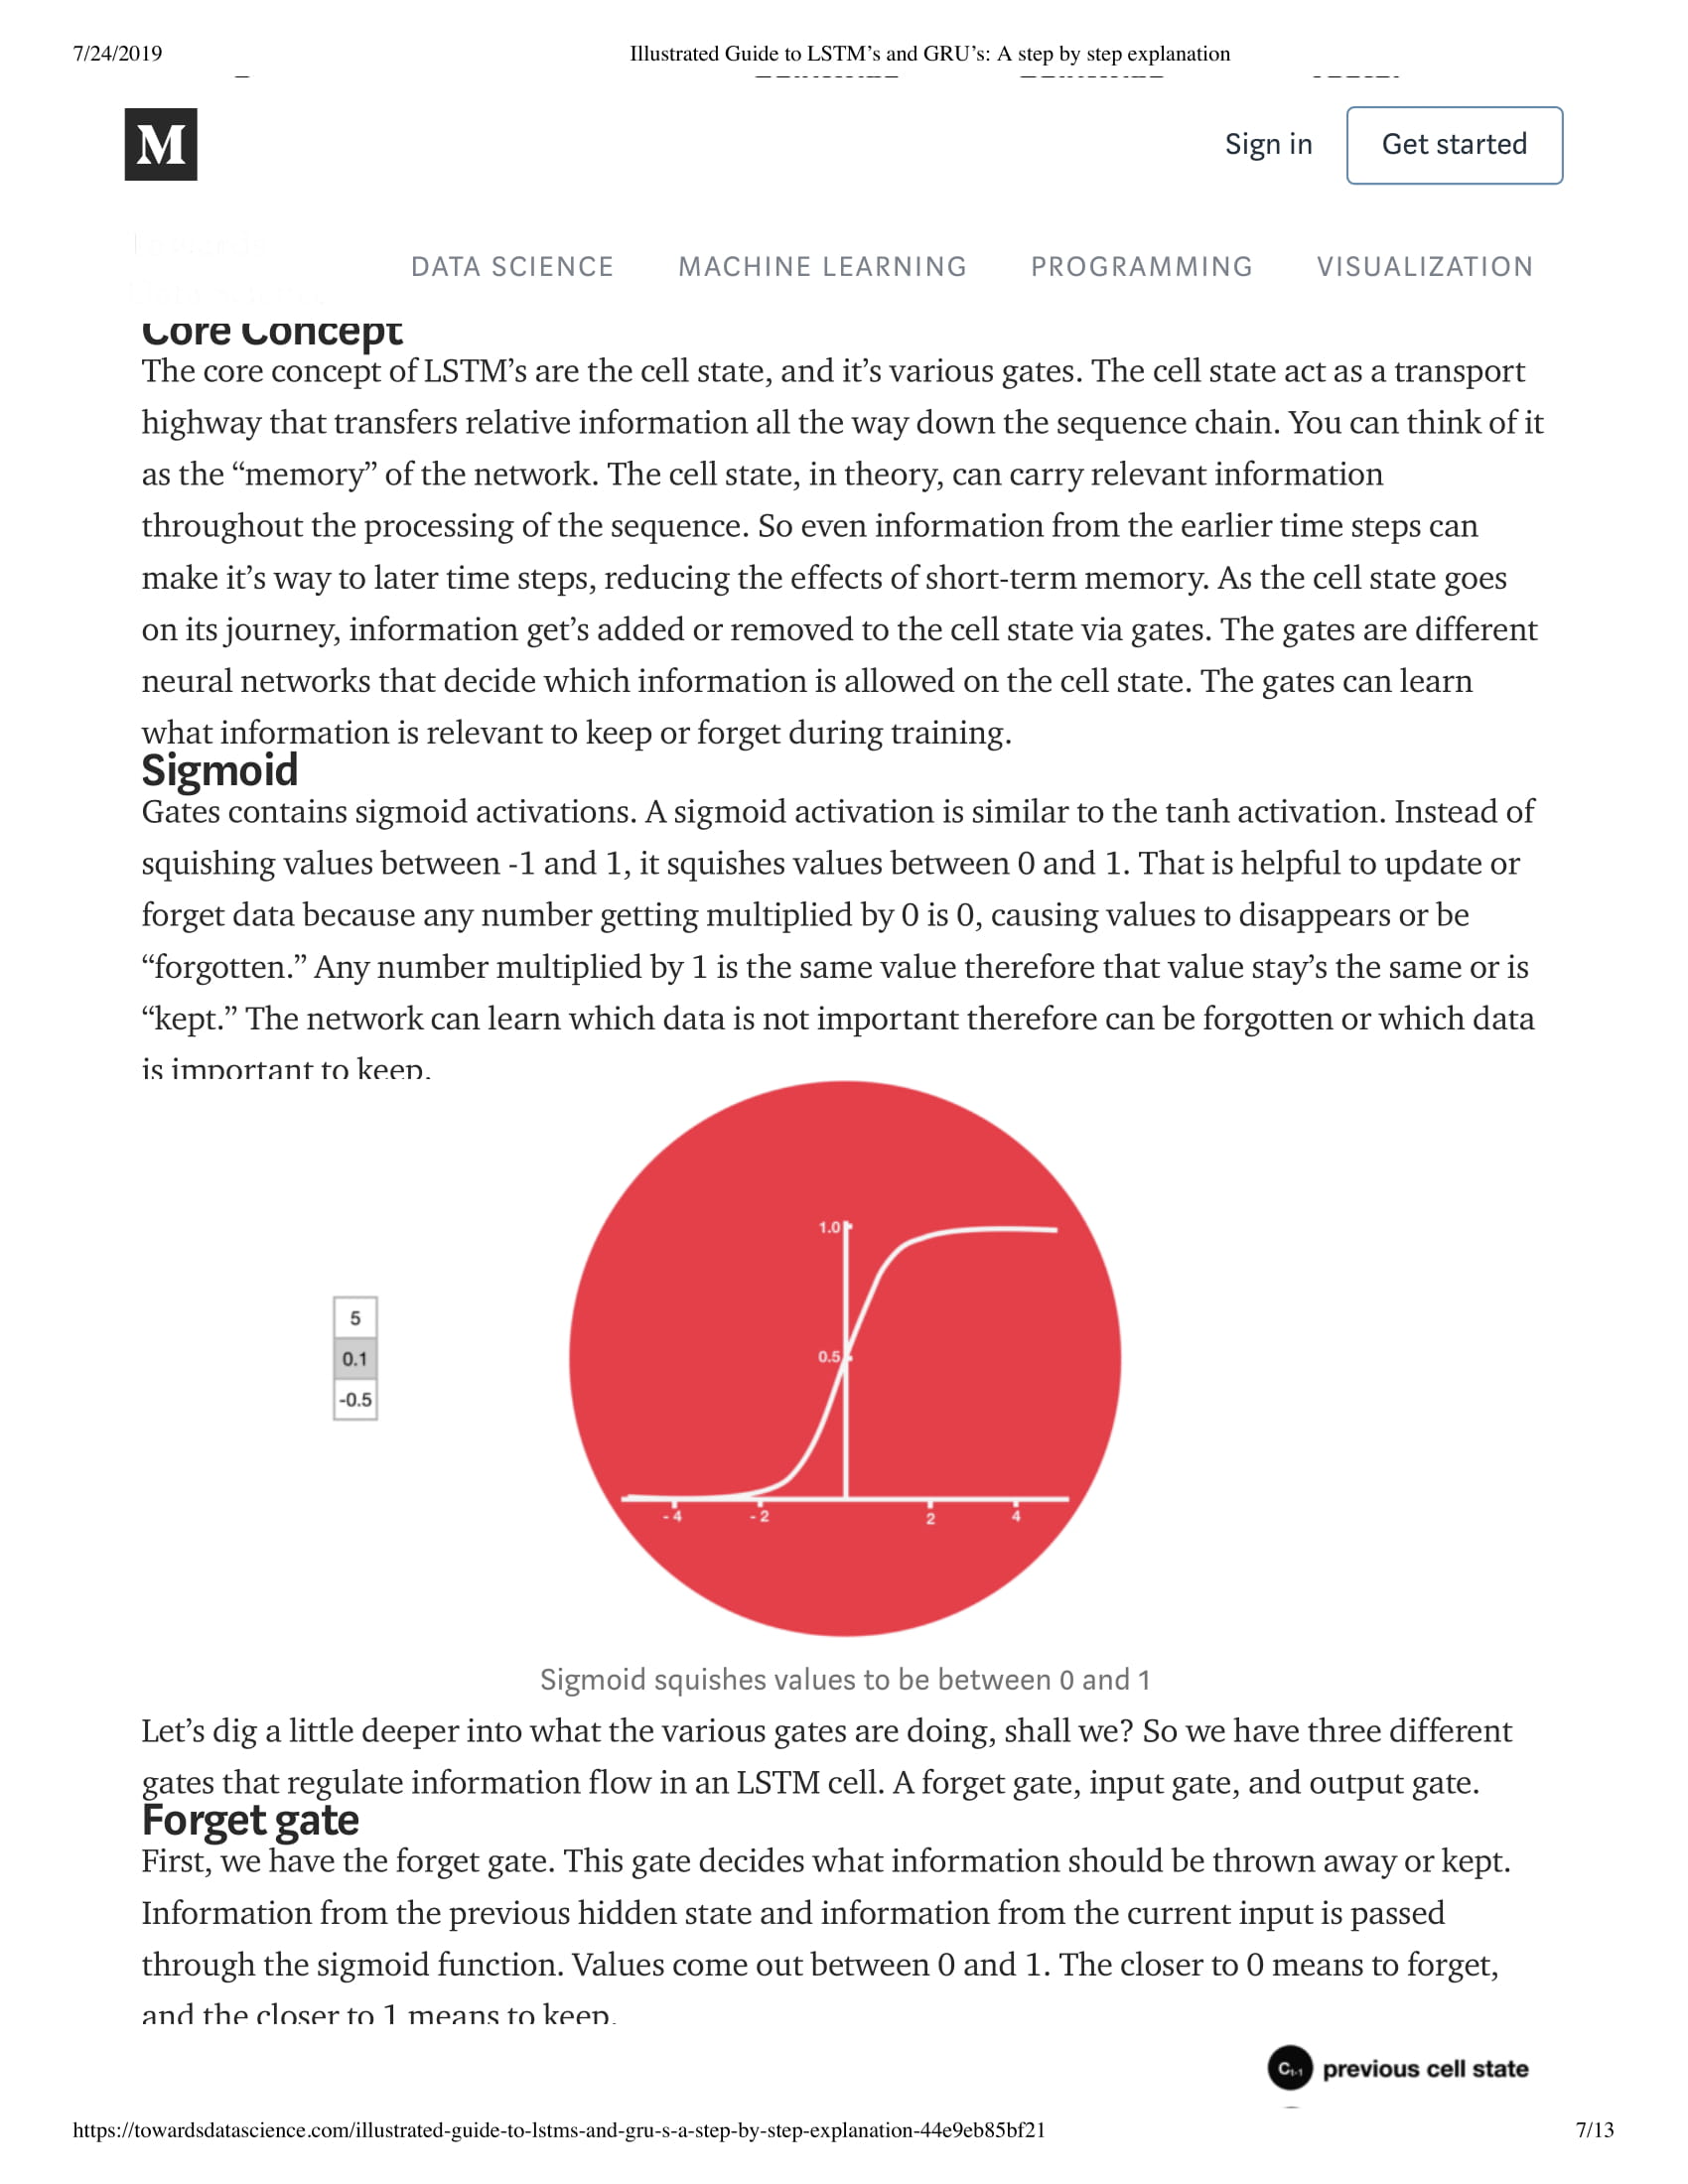 7/24/2019 Illustrated Guide to LSTM’s and GRU’s: A step by step explanation
M
Sign in Get started
DATA SCIENCE MACHINE LEARNING PROGRAMMING VISUALIZATION
Core Concept
The core concept of LSTM’s are the cell state, and it’s various gates. The cell state act as a transport
highway that transfers relative information all the way down the sequence chain. You can think of it
as the “memory” of the network. The cell state, in theory, can carry relevant information
throughout the processing of the sequence. So even information from the earlier time steps can
make it’s way to later time steps, reducing the effects of short-term memory. As the cell state goes
on its journey, information get’s added or removed to the cell state via gates. The gates are different
neural networks that decide which information is allowed on the cell state. The gates can learn
what information is relevant to keep or forget during training.
Sigmoid
Gates contains sigmoid activations. A sigmoid activation is similar to the tanh activation. Instead of
squishing values between -1 and 1, it squishes values between 0 and 1. That is helpful to update or
forget data because any number getting multiplied by 0 is 0, causing values to disappears or be
“forgotten.” Any number multiplied by 1 is the same value therefore that value stay’s the same or is
“kept.” The network can learn which data is not important therefore can be forgotten or which data
is important to keep.
1.0
5
0.1
0.5
-0.5
- 4 - 2 2 4
Sigmoid squishes values to be between 0 and 1
Let’s dig a little deeper into what the various gates are doing, shall we? So we have three different
gates that regulate information flow in an LSTM cell. A forget gate, input gate, and output gate.
Forget gate
First, we have the forget gate. This gate decides what information should be thrown away or kept.
Information from the previous hidden state and information from the current input is passed
through the sigmoid function. Values come out between 0 and 1. The closer to 0 means to forget,
and the closer to 1 means to keep.
Ct-1 previous cell state
https://towardsdatascience.com/illustrated-guide-to-lstms-and-gru-s-a-step-by-step-explanation-44e9eb85bf21 7/13